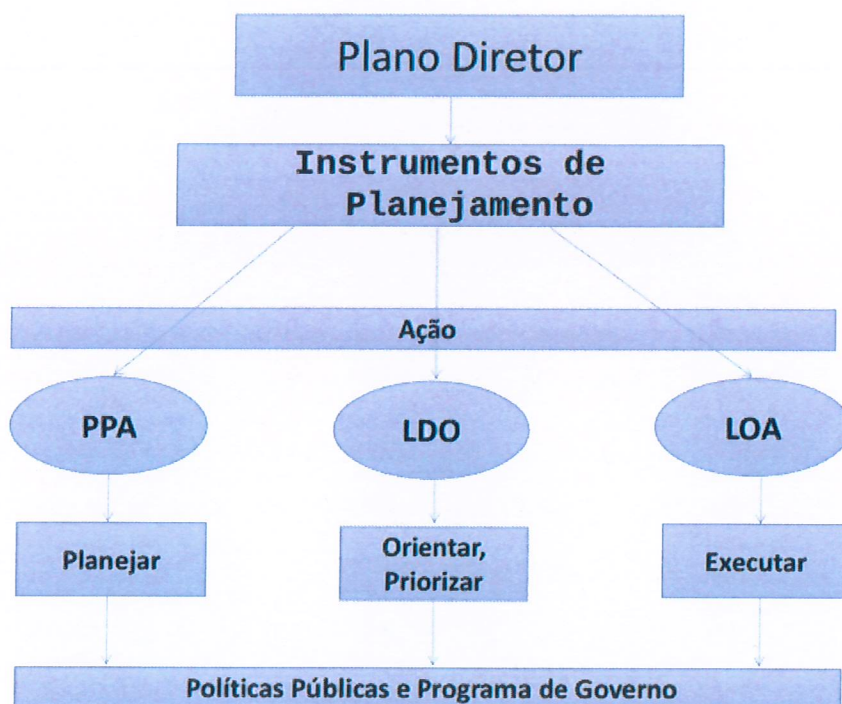 Plano Diretor
Instrumentos de
Planejamento
Ação
PPA
LDO
LOA
Planejar
Orientar,
Priorizar
Executar
Políticas Públicas e Programa de Governo